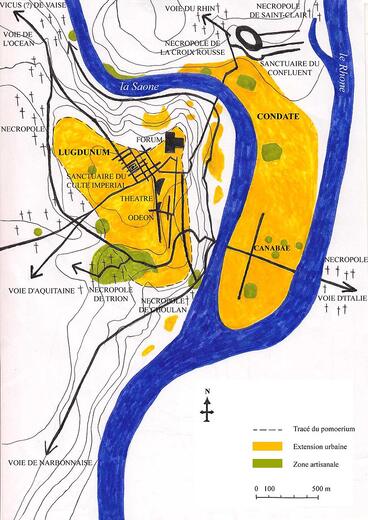 VICUS (?) DE VAISE
VOIE DU RHIN
NECROPOLE
DE SAINT-CLAIR
VOIE DE
L'OCEAN
NECROPOLE DE
LA CROIX ROUSSE
SANCTUAIRE DU
CONFLUENT
le Rhone
la Saone
CONDATE
NECROPOLE
FORUM
LUGDUNUM
SANCTUAIRE DU
CULTE IMPERIAL
THEATRE
ODEON
CANABAE
NECROPOLE
VOIE D'AQUITAINE
NECROPOLE
DE TRION
NECROPOLE
DE CHOULAN
VOIE D'ITALIE
N
Tracé du pomoerium
Extension urbaine
Zone artisanale
VOIE DE NARBONNAISE
0 100 500 m